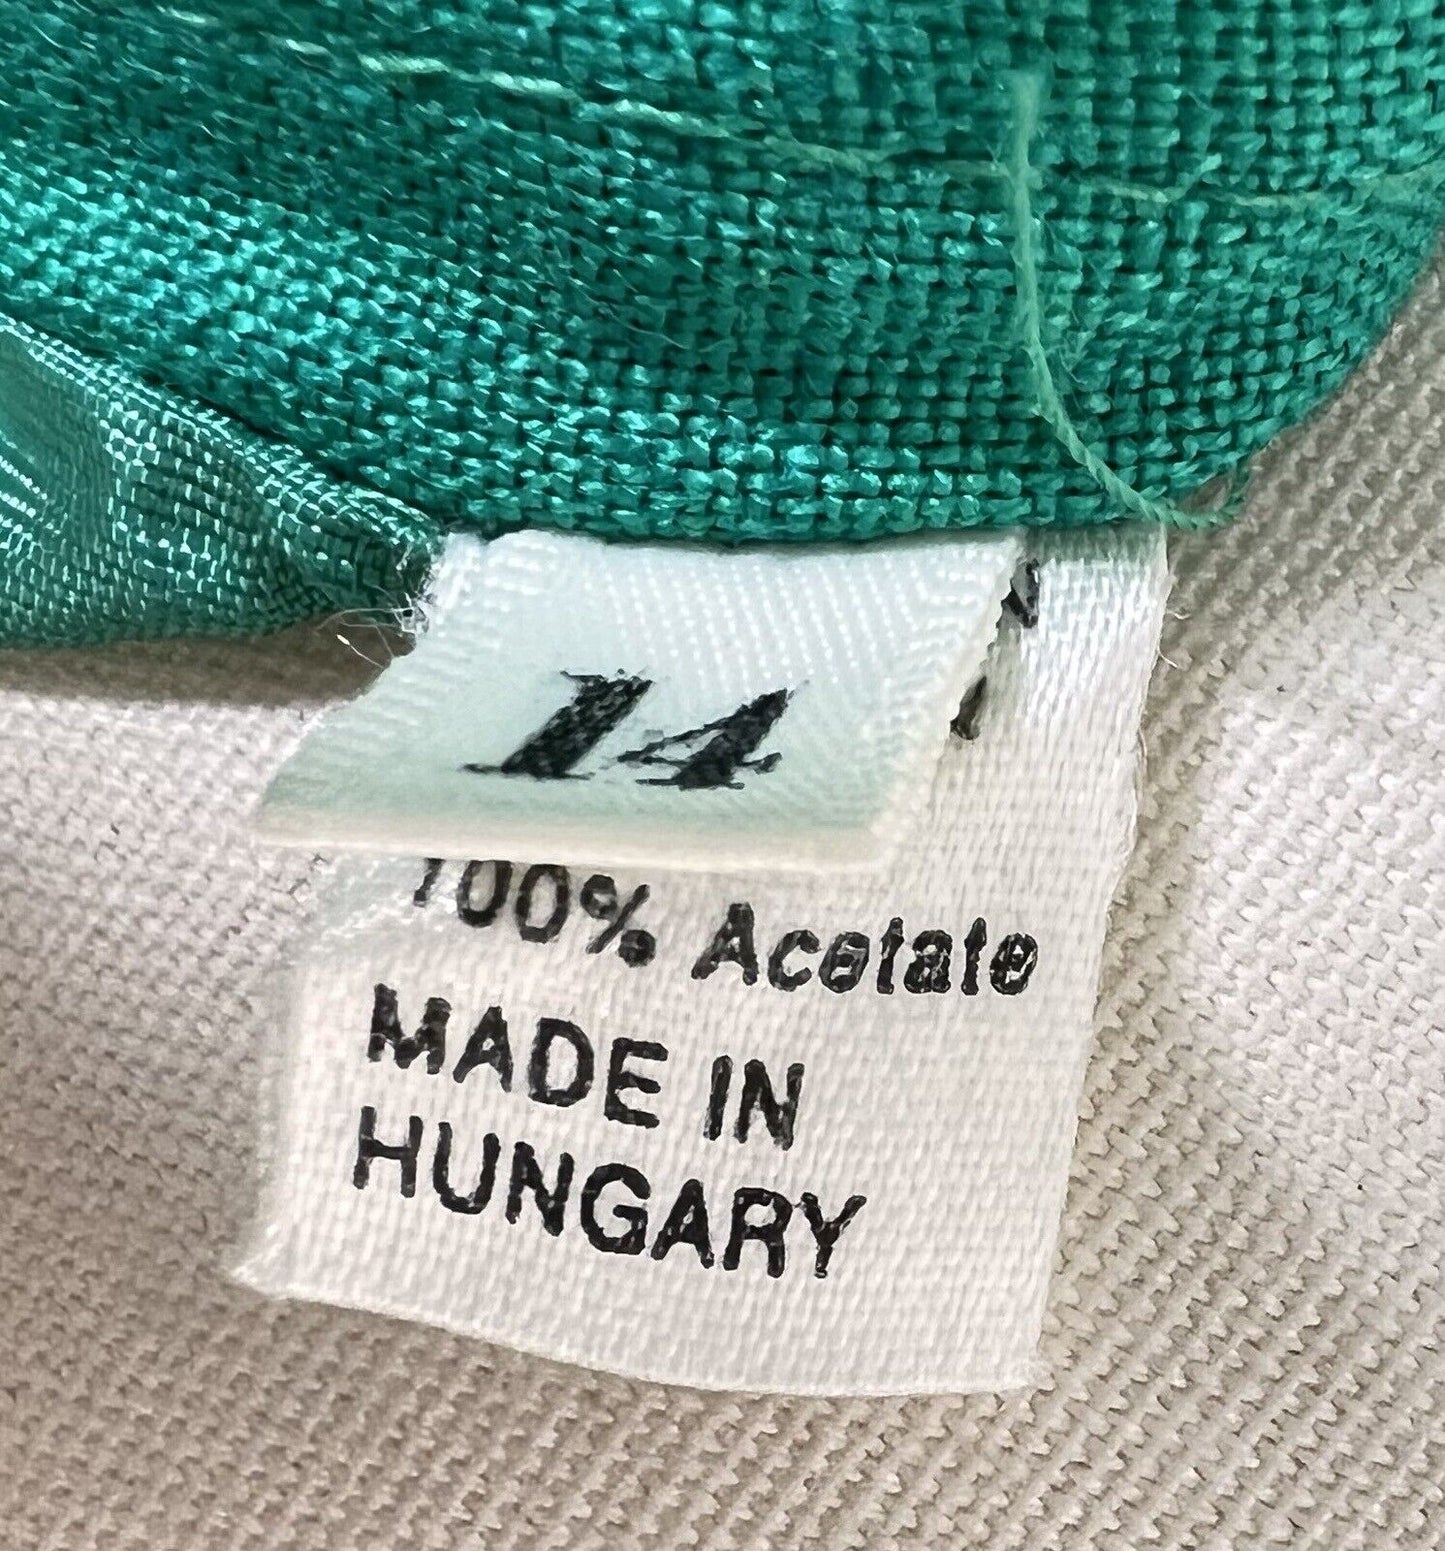 14
100% Acetate
MADE IN
HUNGARY